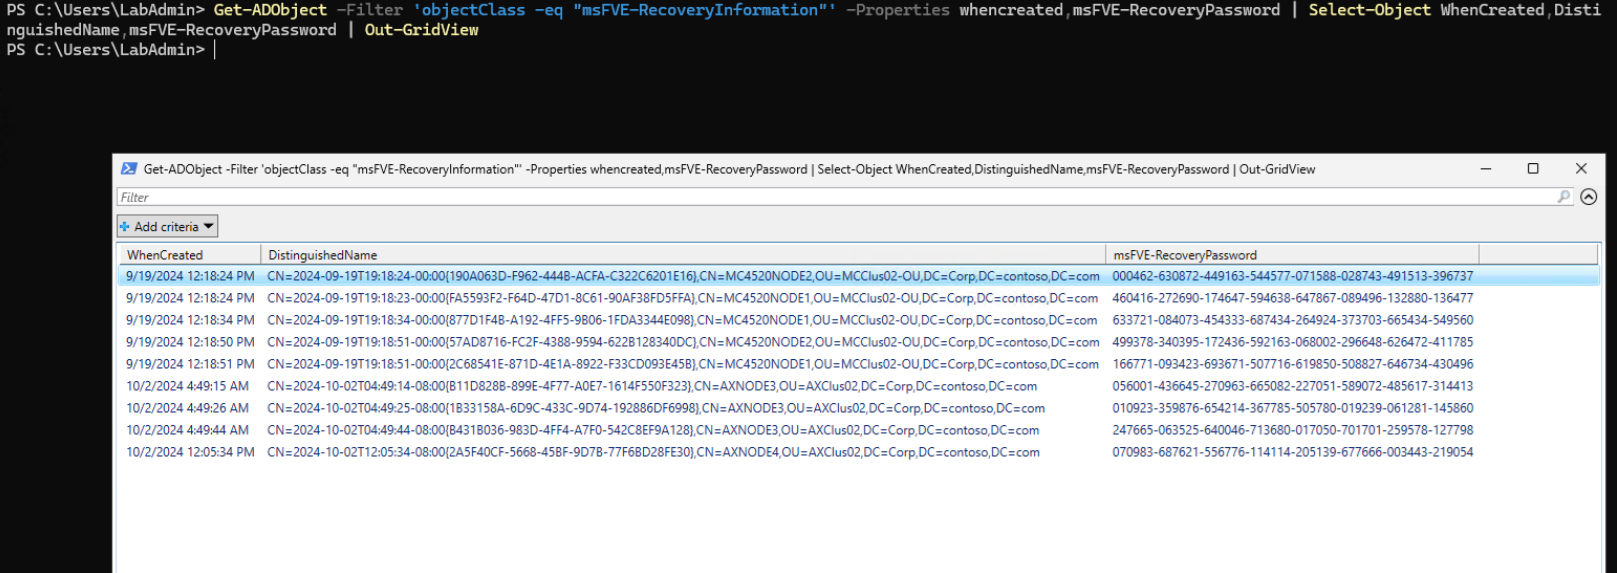 PS C:\Users\LabAdmin> Get-ADObject -Filter 'objectClass -eq "msFVE-RecoveryInformation"' -Properties whencreated,msFVE-RecoveryPassword | Select-Object WhenCreated,Disti
nguishedName,msFVE-RecoveryPassword | Out-GridView
PS C:\Users\LabAdmin>
Get-ADObject -Filter 'objectClass -eq "msFVE-RecoveryInformation"' -Properties whencreated,msFVE-RecoveryPassword | Select-Object WhenCreated,DistinguishedName,msFVE-RecoveryPassword | Out-GridView
Filter
Add criteria
WhenCreated DistinguishedName msFVE-RecoveryPassword
9/19/2024 12:18:24 PM CN=2024-09-19T19:18:24-00:00{190A063D-F962-444B-ACFA-C322C6201E16},CN=MC4520NODE2,OU=MCClus02-OU,DC=Corp,DC=contoso,DC=com 000462-630872-449163-544577-071588-028743-491513-396737
9/19/2024 12:18:24 PM CN=2024-09-19T19:18:23-00:00{FA5593F2-F64D-47D1-8C61-90AF38FD5FFA},CN=MC4520NODE1,OU=MCClus02-OU,DC=Corp,DC=contoso,DC=com 460416-272690-174647-594638-647867-089496-132880-136477
9/19/2024 12:18:34 PM CN=2024-09-19T19:18:34-00:00{877D1F4B-A192-4FF5-9B06-1FDA3344E098},CN=MC4520NODE1,OU=MCClus02-OU,DC=Corp,DC=contoso,DC=com 633721-084073-454333-687434-264924-373703-665434-549560
9/19/2024 12:18:50 PM CN=2024-09-19T19:18:51-00:00{57AD8716-FC2F-4388-9594-622B128340DC},CN=MC4520NODE2,OU=MCClus02-OU,DC=Corp,DC=contoso,DC=com 499378-340395-172436-592163-068002-296648-626472-411785
9/19/2024 12:18:51 PM CN=2024-09-19T19:18:51-00:00{2C68541E-871D-4E1A-8922-F33CD093E45B},CN=MC4520NODE1,OU=MCClus02-OU,DC=Corp,DC=contoso,DC=com 166771-093423-693671-507716-619850-508827-646734-430496
10/2/2024 4:49:15 AM CN=2024-10-02T04:49:14-08:00{B11D828B-899E-4F77-A0E7-1614F550F323},CN=AXNODE3,OU=AXClus02,DC=Corp,DC=contoso,DC=com 056001-436645-270963-665082-227051-589072-485617-314413
10/2/2024 4:49:26 AM CN=2024-10-02T04:49:25-08:00{1B33158A-6D9C-433C-9D74-192886DF6998},CN=AXNODE3,OU=AXClus02,DC=Corp,DC=contoso,DC=com 010923-359876-654214-367785-505780-019239-061281-145860
10/2/2024 4:49:44 AM CN=2024-10-02T04:49:44-08:00{B431B036-983D-4FF4-A7F0-542C8EF9A128},CN=AXNODE3,OU=AXClus02,DC=Corp,DC=contoso,DC=com 247665-063525-640046-713680-017050-701701-259578-127798
10/2/2024 12:05:34 PM CN=2024-10-02T12:05:34-08:00{2A5F40CF-5668-45BF-9D7B-77F6BD28FE30},CN=AXNODE4,OU=AXClus02,DC=Corp,DC=contoso,DC=com 070983-687621-556776-114114-205139-677666-003443-219054